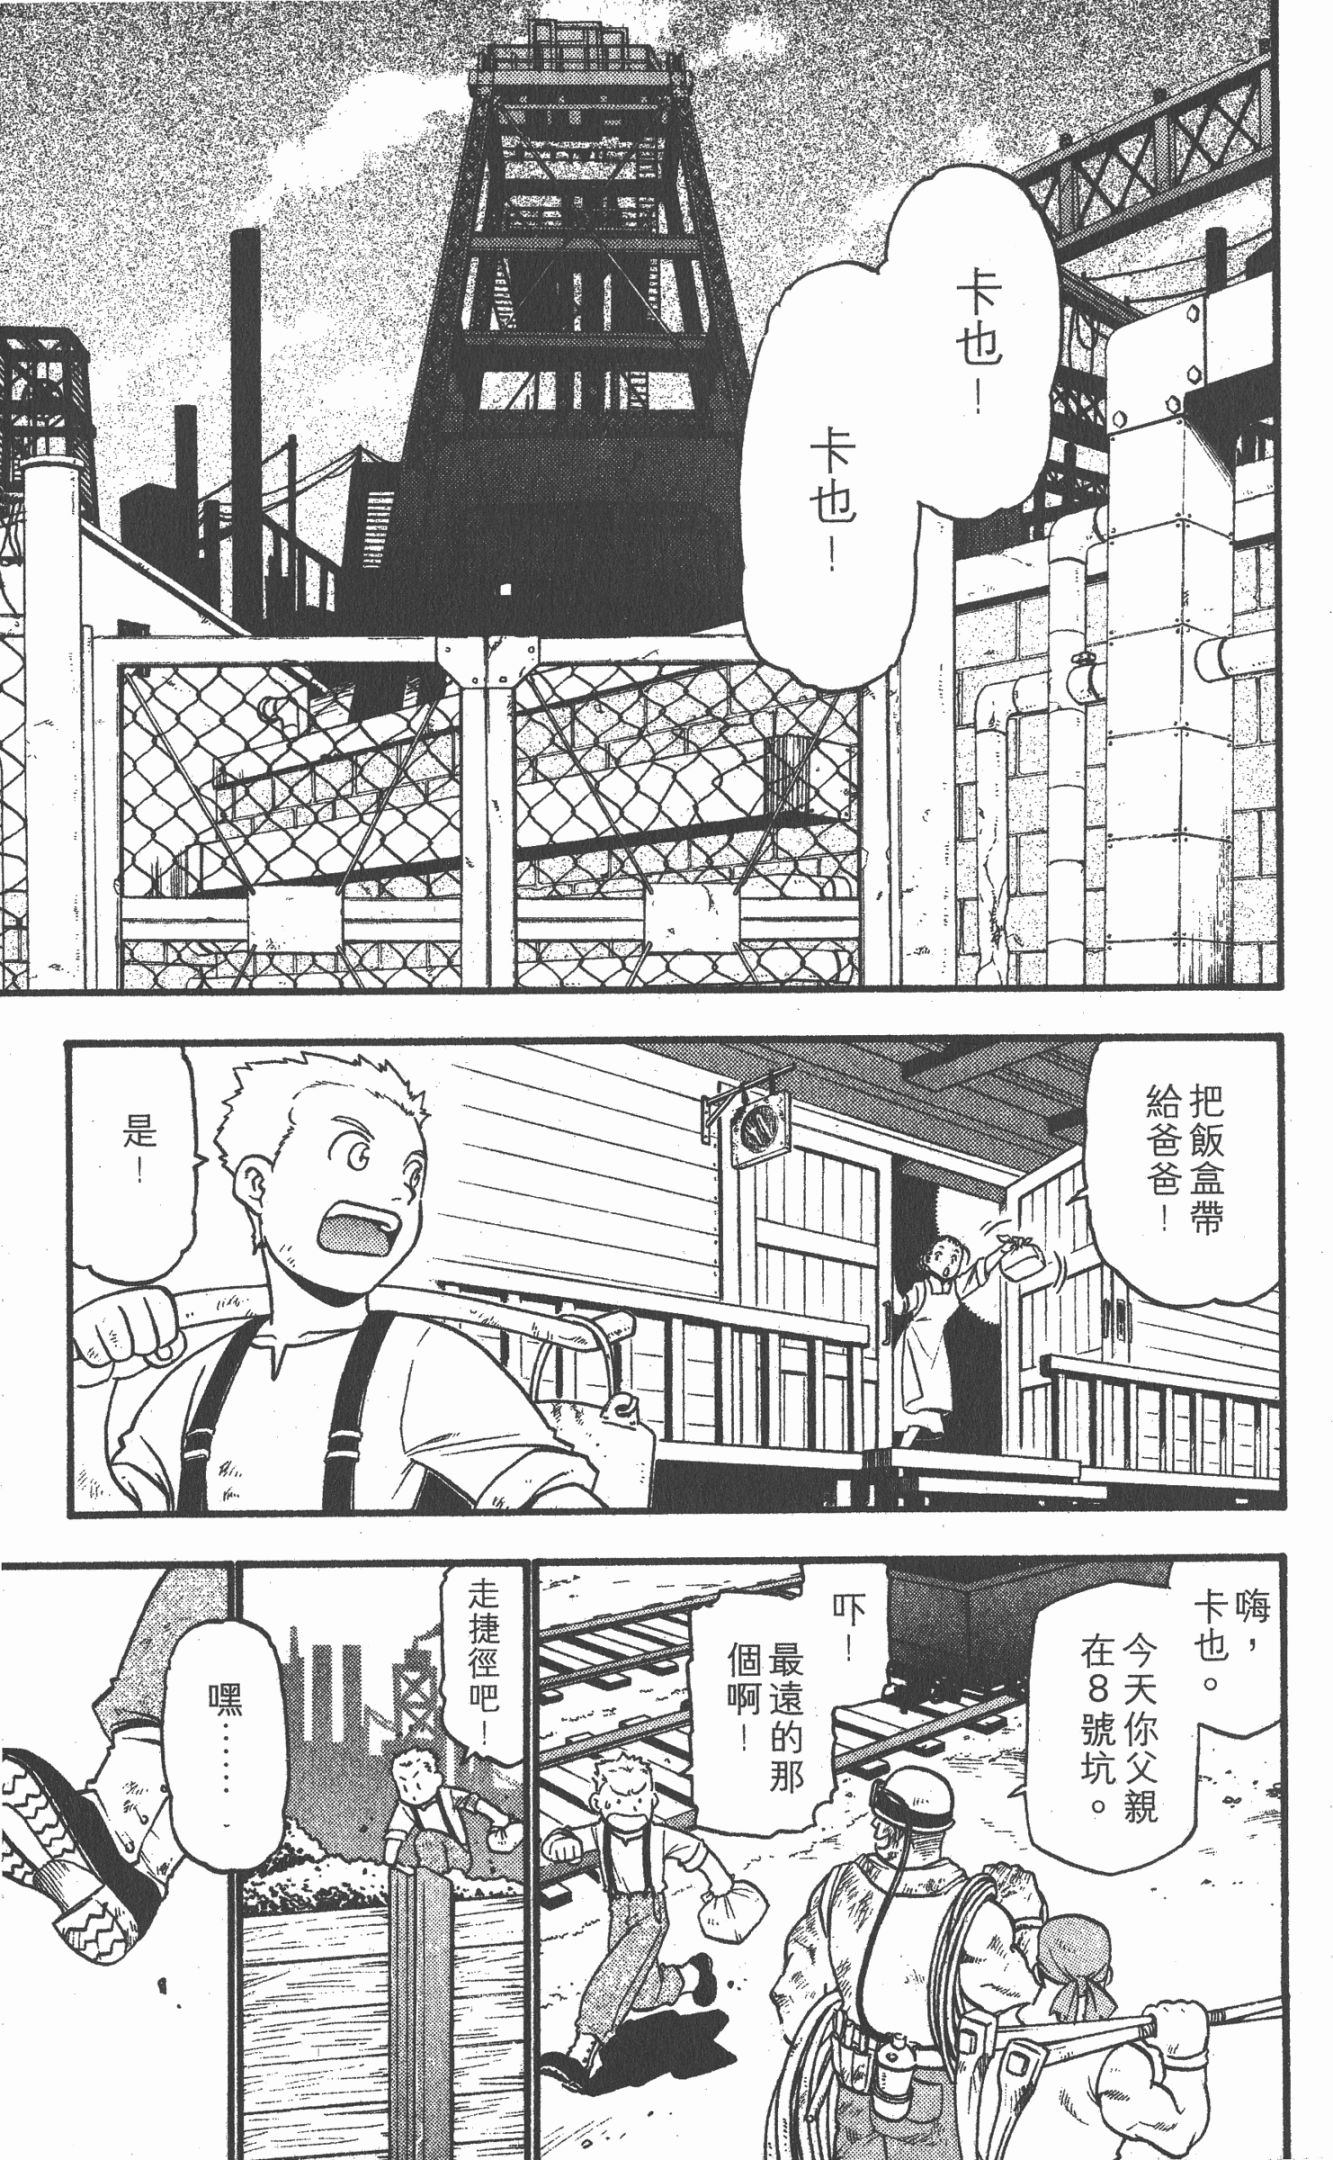 卡也！
卡也！
把飯盒帶
給爸爸！
是！
嗨，
卡也。
今天你父親
在8號坑。
吓！
最遠的那
個啊！
走捷徑吧！
嘿……